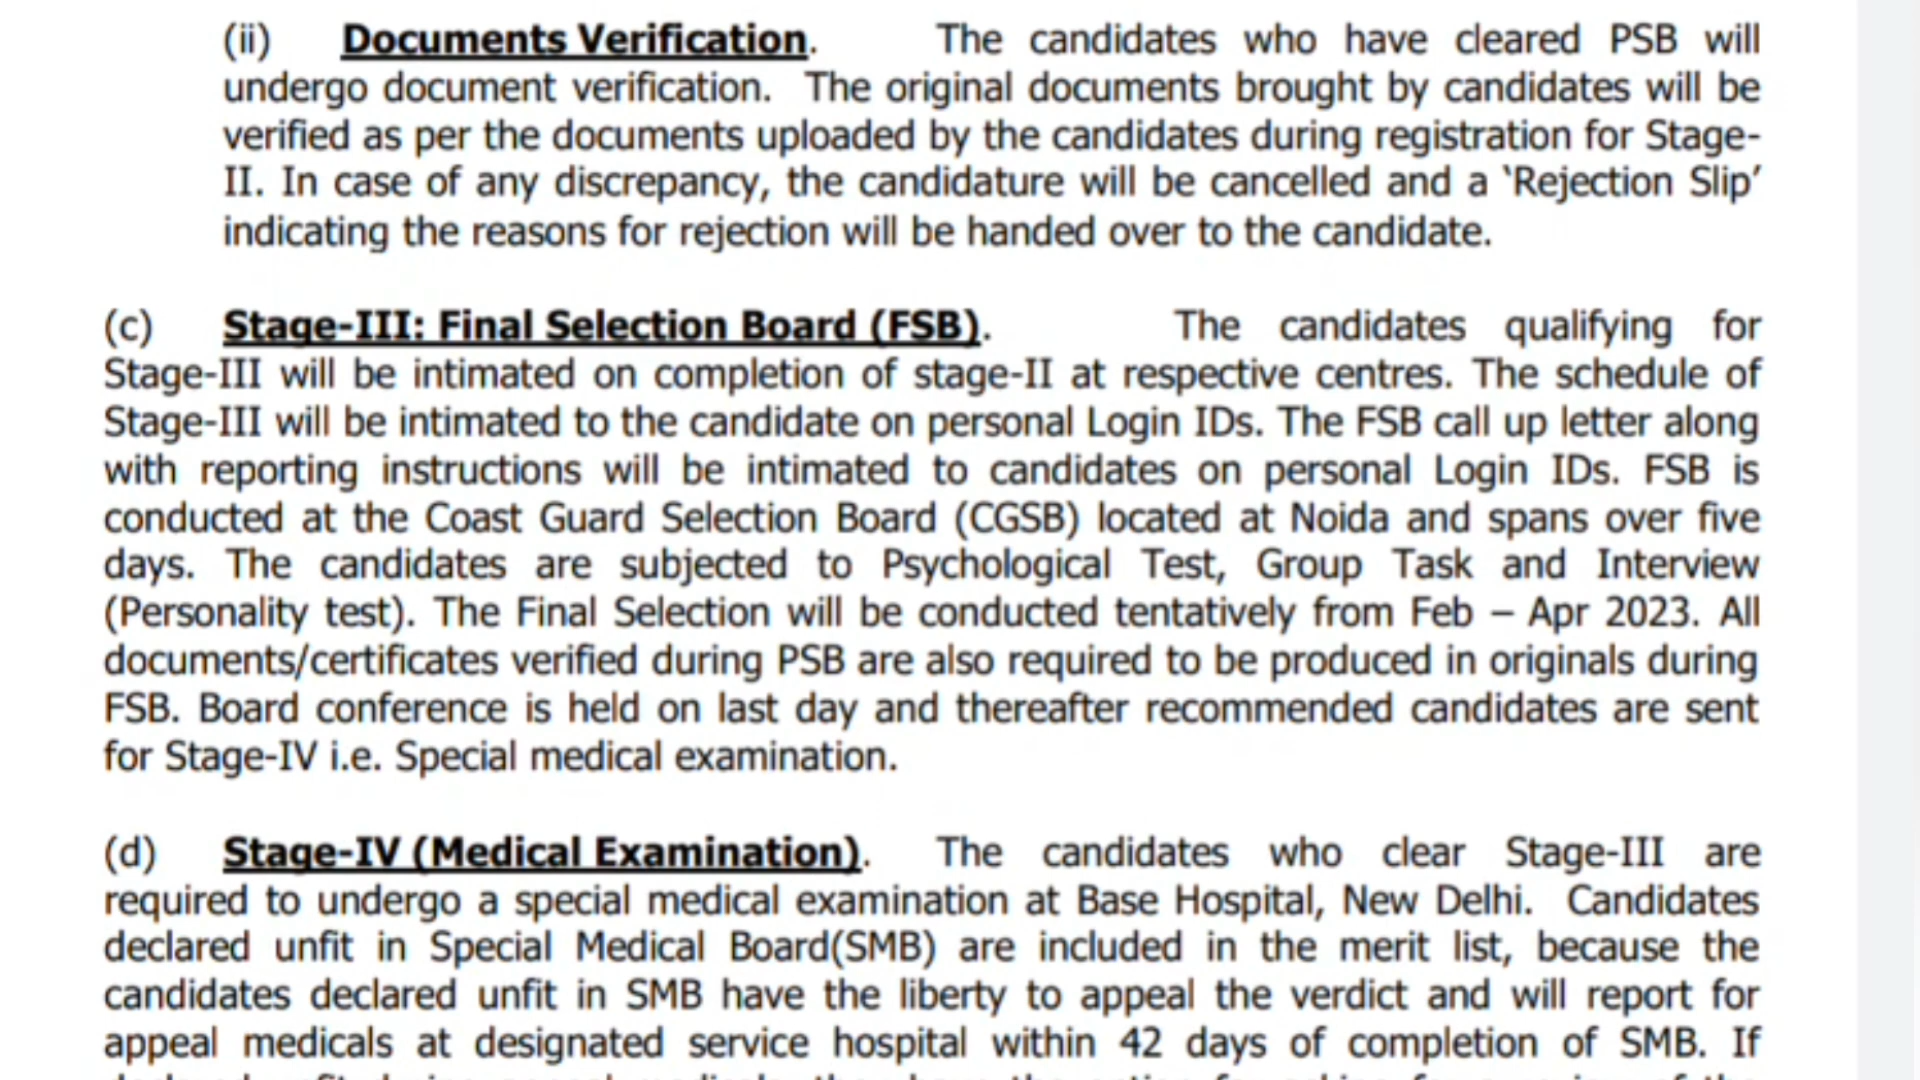 (ii) Documents Verification. The candidates who have cleared PSB will
undergo document verification. The original documents brought by candidates will be
verified as per the documents uploaded by the candidates during registration for Stage-
II. In case of any discrepancy, the candidature will be cancelled and a ‘Rejection Slip’
indicating the reasons for rejection will be handed over to the candidate.
(c) Stage-III: Final Selection Board (FSB). The candidates qualifying for
Stage-III will be intimated on completion of stage-II at respective centres. The schedule of
Stage-III will be intimated to the candidate on personal Login IDs. The FSB call up letter along
with reporting instructions will be intimated to candidates on personal Login IDs. FSB is
conducted at the Coast Guard Selection Board (CGSB) located at Noida and spans over five
days. The candidates are subjected to Psychological Test, Group Task and Interview
(Personality test). The Final Selection will be conducted tentatively from Feb – Apr 2023. All
documents/certificates verified during PSB are also required to be produced in originals during
FSB. Board conference is held on last day and thereafter recommended candidates are sent
for Stage-IV i.e. Special medical examination.
(d) Stage-IV (Medical Examination). The candidates who clear Stage-III are
required to undergo a special medical examination at Base Hospital, New Delhi. Candidates
declared unfit in Special Medical Board(SMB) are included in the merit list, because the
candidates declared unfit in SMB have the liberty to appeal the verdict and will report for
appeal medicals at designated service hospital within 42 days of completion of SMB. If